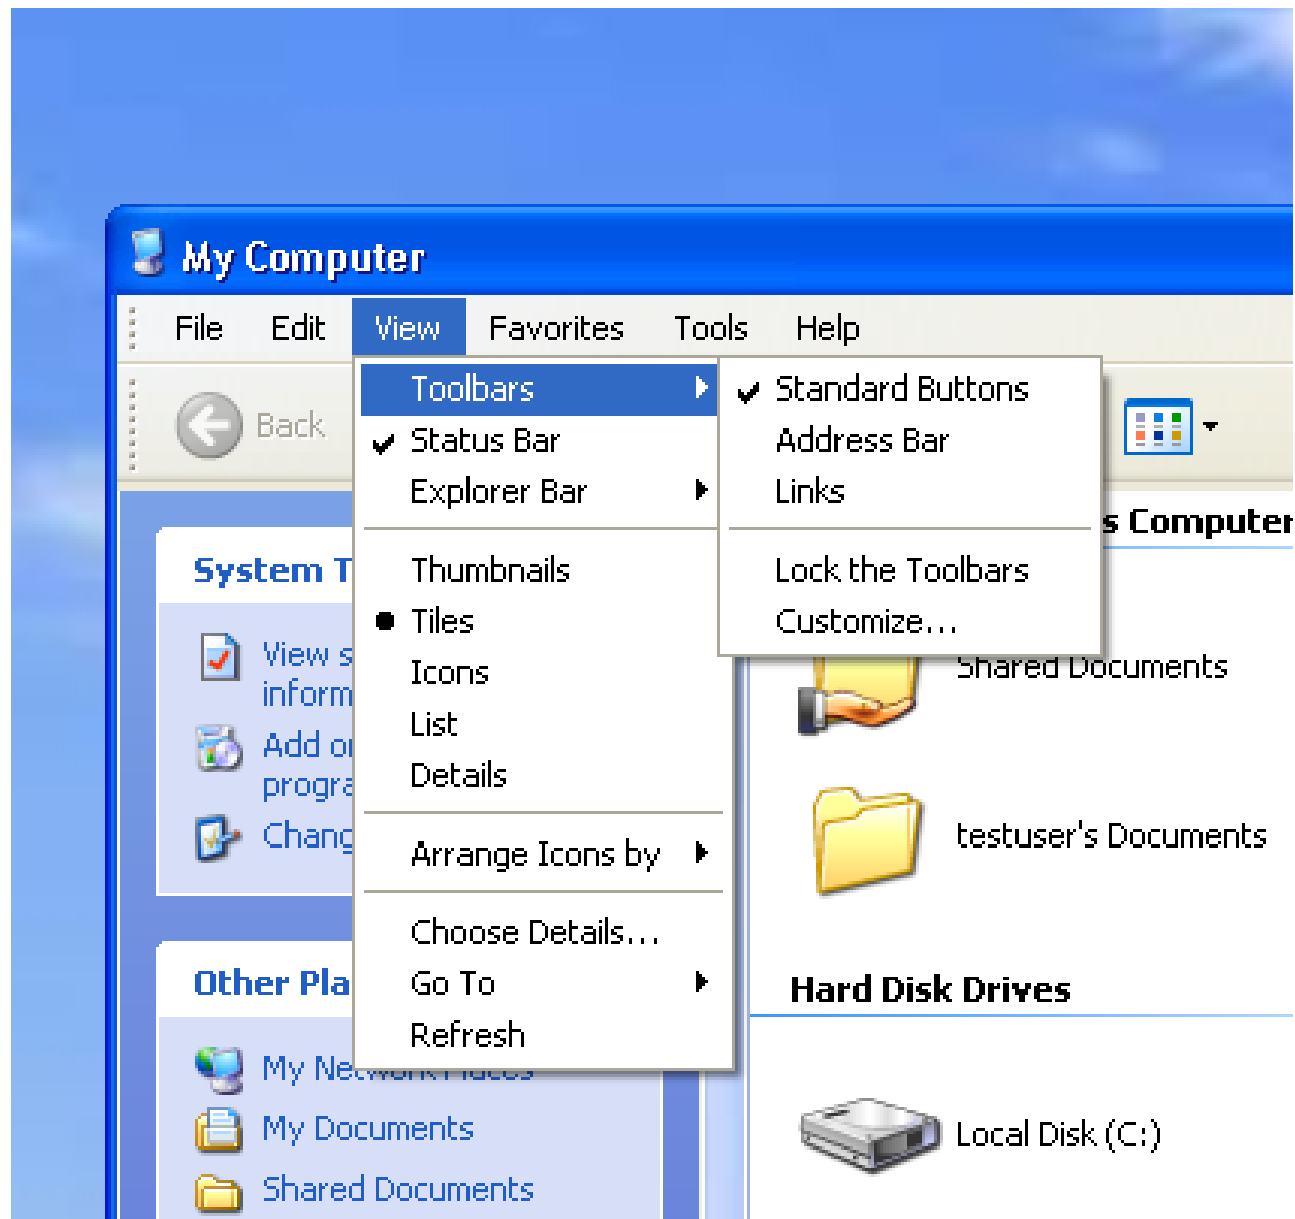 My Computer
File Edit View Favorites Tools Help
Back
Toolbars
Status Bar
Explorer Bar
Thumbnails
Tiles
Icons
List
Details
Arrange Icons by
Choose Details...
Go To
Refresh
Standard Buttons
Address Bar
Links
Lock the Toolbars
Customize...
System T
View s
inform
Add o
progra
Chang
Other Pla
My Network Places
My Documents
Shared Documents
s Computer
Shared Documents
testuser's Documents
Hard Disk Drives
Local Disk (C:)